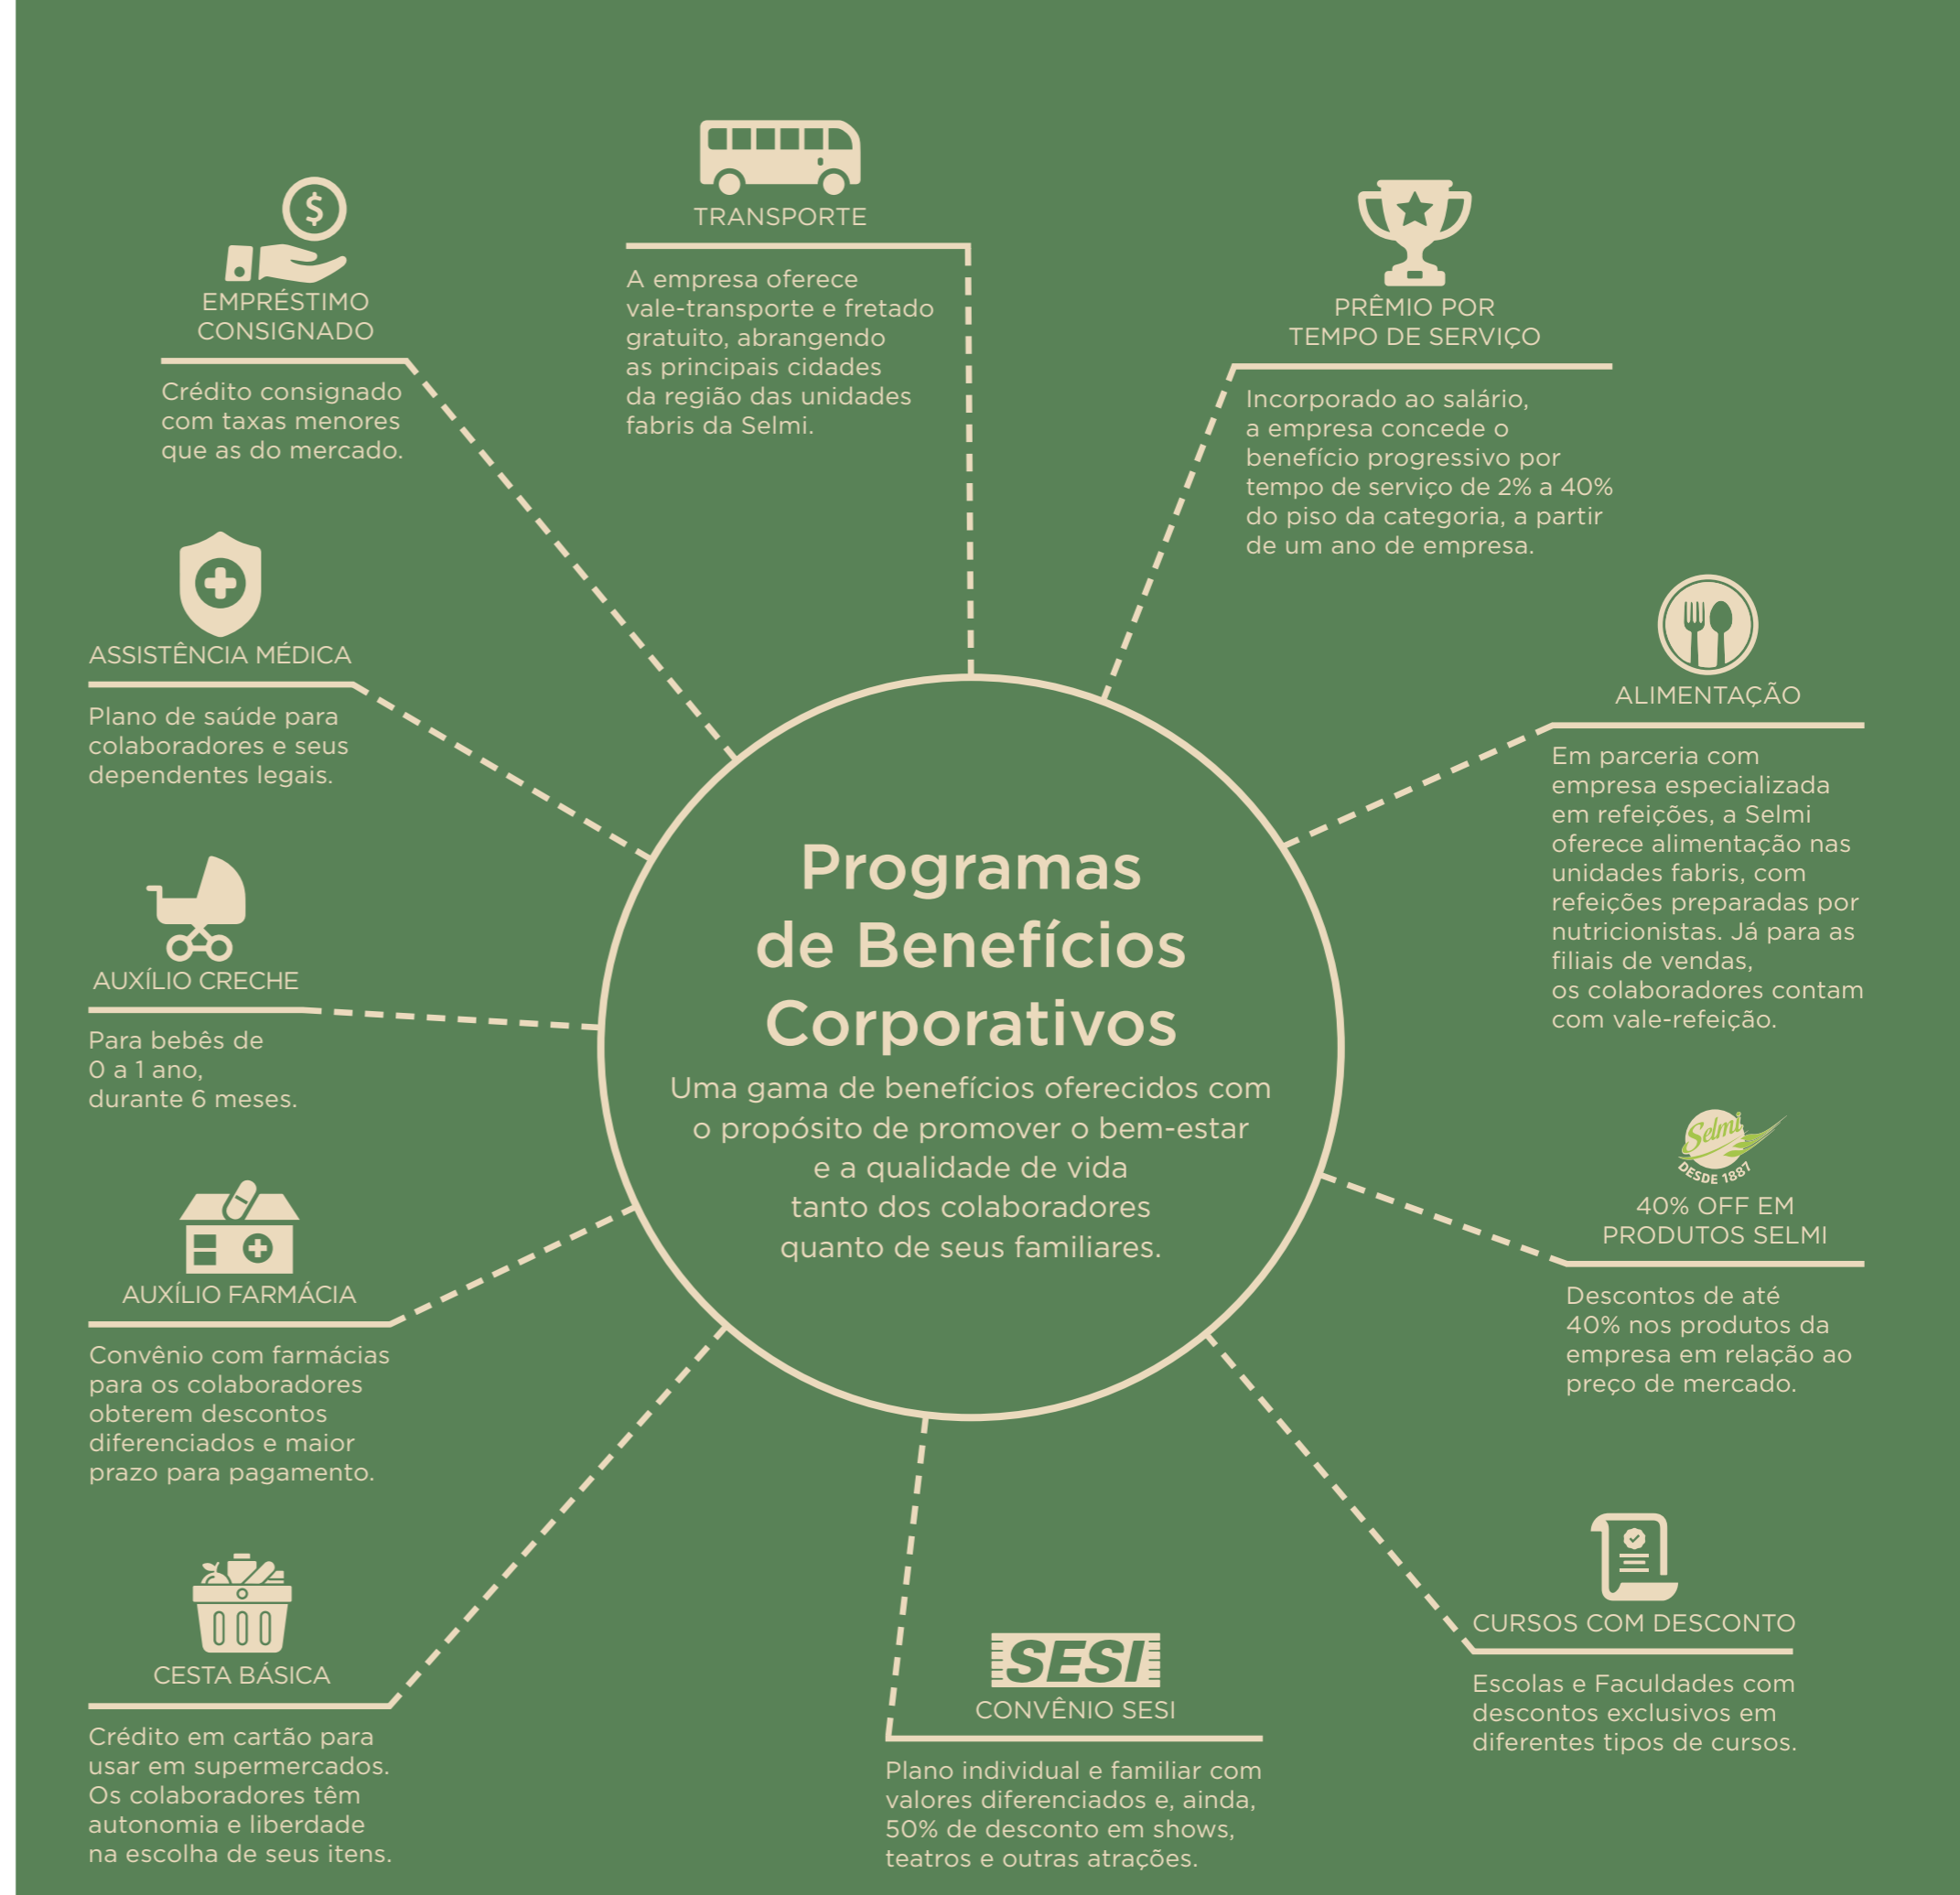 TRANSPORTE
A empresa oferece
vale-transporte e fretado
gratuito, abrangendo
as principais cidades
da região das unidades
fabris da Selmi.
PRÊMIO POR
TEMPO DE SERVIÇO
Incorporado ao salário,
a empresa concede o
benefício progressivo por
tempo de serviço de 2% a 40%
do piso da categoria, a partir
de um ano de empresa.
EMPRÉSTIMO
CONSIGNADO
Crédito consignado
com taxas menores
que as do mercado.
ASSISTÊNCIA MÉDICA
Plano de saúde para
colaboradores e seus
dependentes legais.
ALIMENTAÇÃO
Em parceria com
empresa especializada
em refeições, a Selmi
oferece alimentação nas
unidades fabris, com
refeições preparadas por
nutricionistas. Já para as
filiais de vendas,
os colaboradores contam
com vale-refeição.
Programas
de Benefícios
Corporativos
Uma gama de benefícios oferecidos com
o propósito de promover o bem-estar
e a qualidade de vida
tanto dos colaboradores
quanto de seus familiares.
AUXÍLIO CRECHE
Para bebês de
0 a 1 ano,
durante 6 meses.
Selmi
DESDE 1887
40% OFF EM
PRODUTOS SELMI
Descontos de até
40% nos produtos da
empresa em relação ao
preço de mercado.
AUXÍLIO FARMÁCIA
Convênio com farmácias
para os colaboradores
obterem descontos
diferenciados e maior
prazo para pagamento.
CESTA BÁSICA
Crédito em cartão para
usar em supermercados.
Os colaboradores têm
autonomia e liberdade
na escolha de seus itens.
SESI
CONVÊNIO SESI
Plano individual e familiar com
valores diferenciados e, ainda,
50% de desconto em shows,
teatros e outras atrações.
CURSOS COM DESCONTO
Escolas e Faculdades com
descontos exclusivos em
diferentes tipos de cursos.